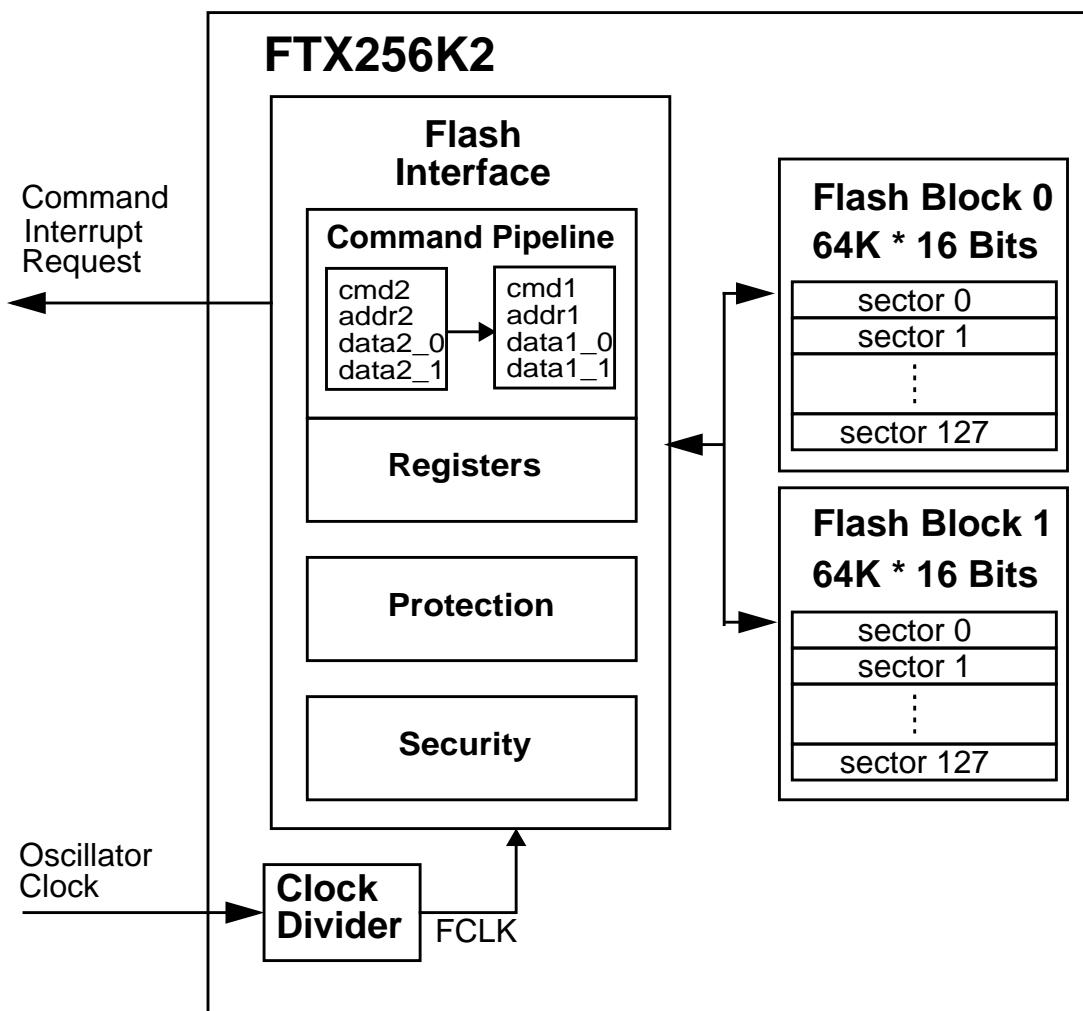 FTX256K2
Flash
Interface
Command Pipeline
cmd2
addr2
data2_0
data2_1
cmd1
addr1
data1_0
data1_1
Registers
Protection
Security
Command
Interrupt
Request
Oscillator
Clock
Clock
Divider
FCLK
Flash Block 0
64K * 16 Bits
sector 0
sector 1
sector 127
Flash Block 1
64K * 16 Bits
sector 0
sector 1
sector 127